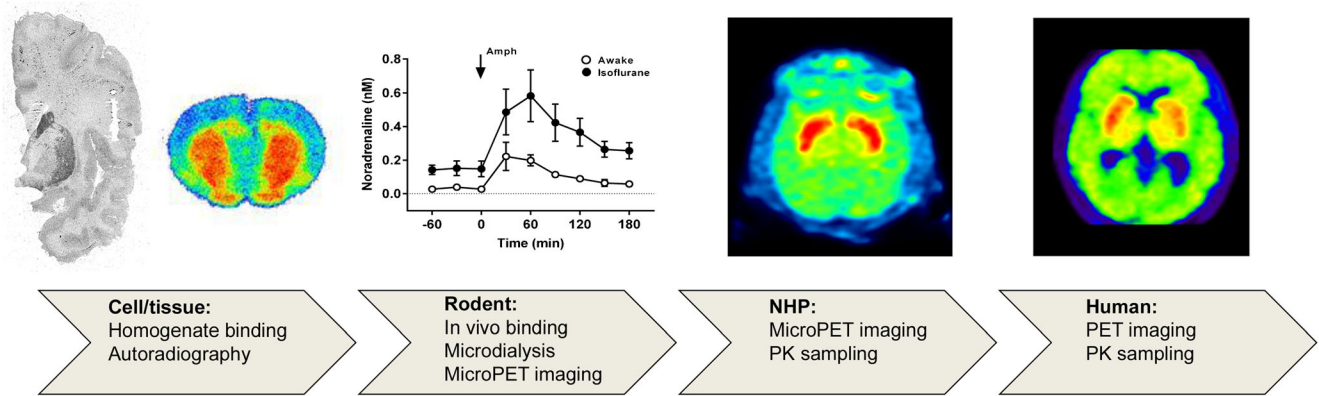 Amph
Awake
Isoflurane
Noradrenaline (nM)
0.8
0.6
0.4
0.2
0.0
-60 0 60 120 180
Time (min)
Cell/tissue:
Homogenate binding
Autoradiography
Rodent:
In vivo binding
Microdialysis
MicroPET imaging
NHP:
MicroPET imaging
PK sampling
Human:
PET imaging
PK sampling